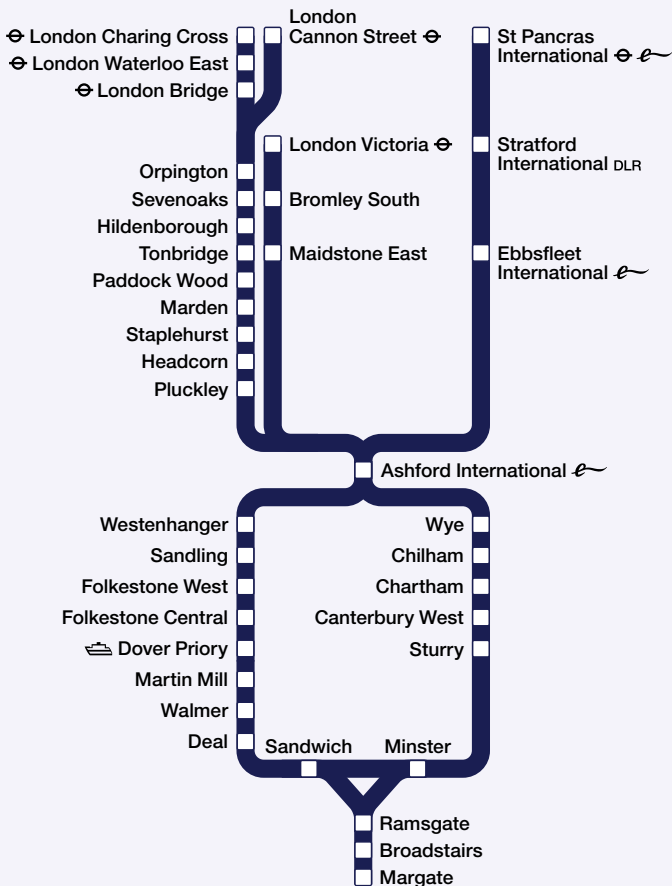 London Charing Cross
London Waterloo East
London Bridge
London
Cannon Street
St Pancras
International
London Victoria
Bromley South
Maidstone East
Stratford
International DLR
Ebbsfleet
International
Orpington
Sevenoaks
Hildenborough
Tonbridge
Paddock Wood
Marden
Staplehurst
Headcorn
Pluckley
Ashford International
Westenhanger
Sandling
Folkestone West
Folkestone Central
Dover Priory
Martin Mill
Walmer
Deal
Wye
Chilham
Chartham
Canterbury West
Sturry
Sandwich
Minster
Ramsgate
Broadstairs
Margate